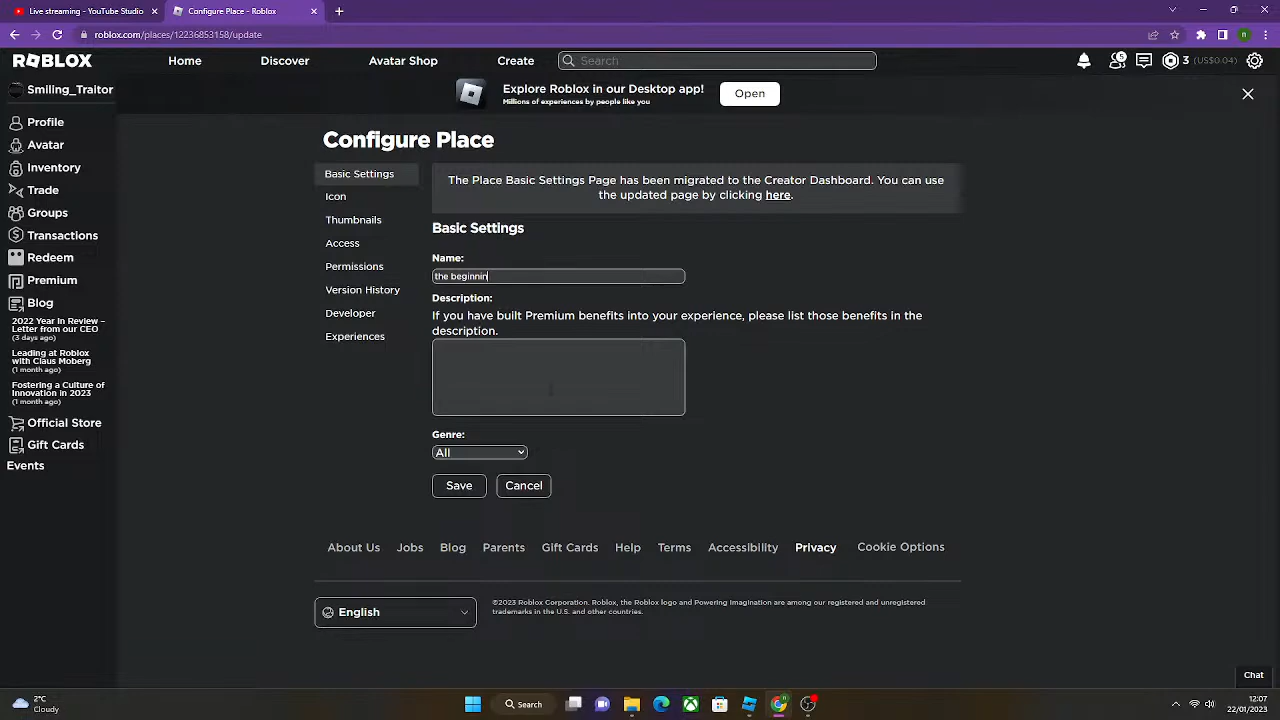 Live streaming - YouTube Studio
Configure Place - Roblox
roblox.com/places/12236853158/update
n
ROBLOX
Home
Discover
Avatar Shop
Create
Search
3
(US$0.04)
Smiling_Traitor
Explore Roblox in our Desktop app!
Millions of experiences by people like you
Open
Profile
Avatar
Inventory
Trade
Groups
Transactions
Redeem
Premium
Blog
2022 Year in Review –
Letter from our CEO
(3 days ago)
Leading at Roblox
with Claus Moberg
(1 month ago)
Fostering a Culture of
Innovation in 2023
(1 month ago)
Official Store
Gift Cards
Events
Configure Place
Basic Settings
Icon
Thumbnails
Access
Permissions
Version History
Developer
Experiences
The Place Basic Settings Page has been migrated to the Creator Dashboard. You can use
the updated page by clicking here.
Basic Settings
Name:
the beginnin
Description:
If you have built Premium benefits into your experience, please list those benefits in the
description.
Genre:
All
Save
Cancel
About Us
Jobs
Blog
Parents
Gift Cards
Help
Terms
Accessibility
Privacy
Cookie Options
English
©2023 Roblox Corporation. Roblox, the Roblox logo and Powering Imagination are among our registered and unregistered
trademarks in the U.S. and other countries.
Chat
2°C
Cloudy
Search
12:07
22/01/2023